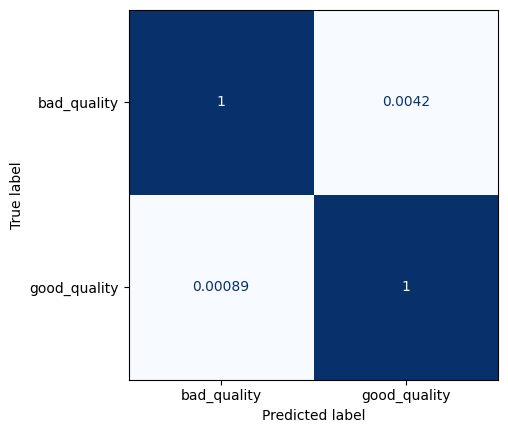 True label
bad_quality
1
0.0042
good_quality
0.00089
1
bad_quality
good_quality
Predicted label